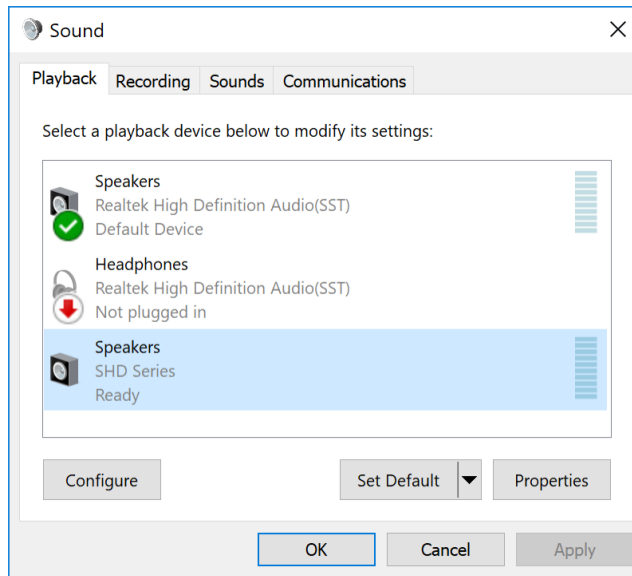 Sound
Playback Recording Sounds Communications
Select a playback device below to modify its settings:
Speakers
Realtek High Definition Audio(SST)
Default Device
Headphones
Realtek High Definition Audio(SST)
Not plugged in
Speakers
SHD Series
Ready
Configure Set Default Properties
OK Cancel Apply